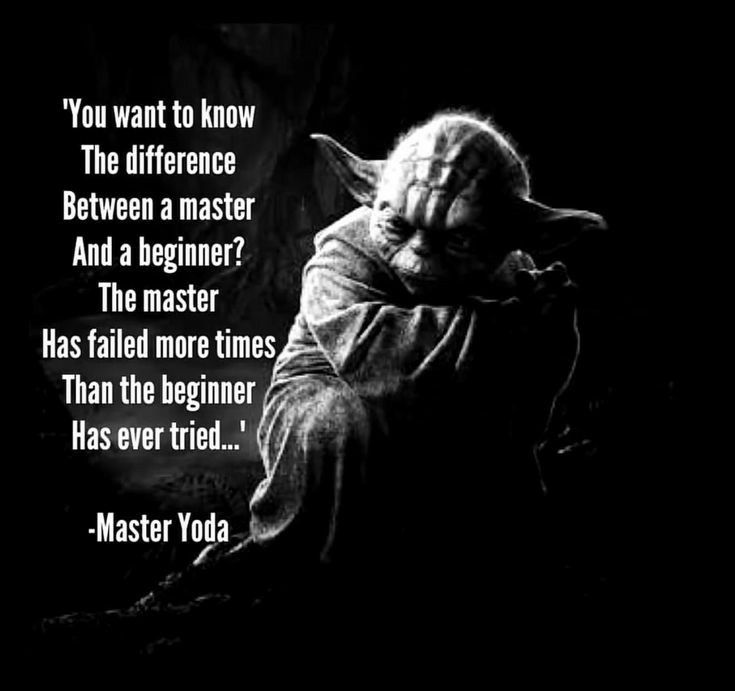 'You want to know
The difference
Between a master
And a beginner?
The master
Has failed more times
Than the beginner
Has ever tried...'
-Master Yoda